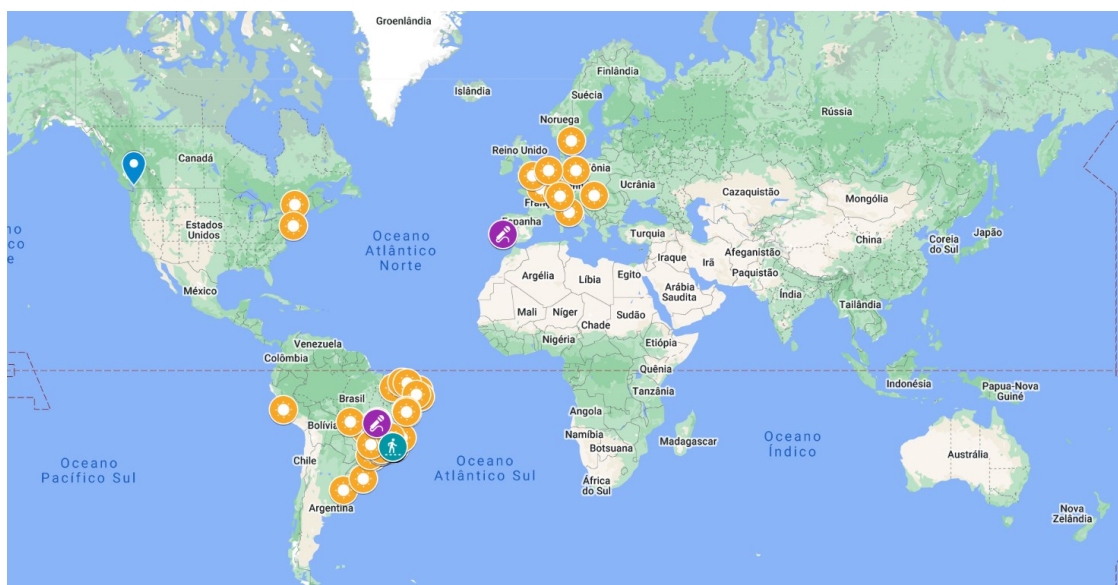 Groenlândia
Islândia
Finlândia
Suécia
Noruega
Rússia
Canadá
Reino Unido
Ucrânia
Cazaquistão
Mongólia
Estados
Unidos
Oceano
Atlântico
Norte
Espanha
Turquia
Afeganistão
China
Coreia
do Sul
Japão
Iraque
Irã
Paquistão
México
Argélia
Líbia
Egito
Arábia
Saudita
Índia
Tailândia
Mali
Níger
Chade
Sudão
Venezuela
Colômbia
Nigéria
Etiópia
Quênia
Tanzânia
Indonésia
Papua-Nova
Guiné
Brasil
Bolívia
Angola
Namíbia
Botsuana
Madagascar
Oceano
Índico
Austrália
Chile
Oceano
Pacífico Sul
Oceano
Atlântico Sul
África
do Sul
Argentina
Nova
Zelândia